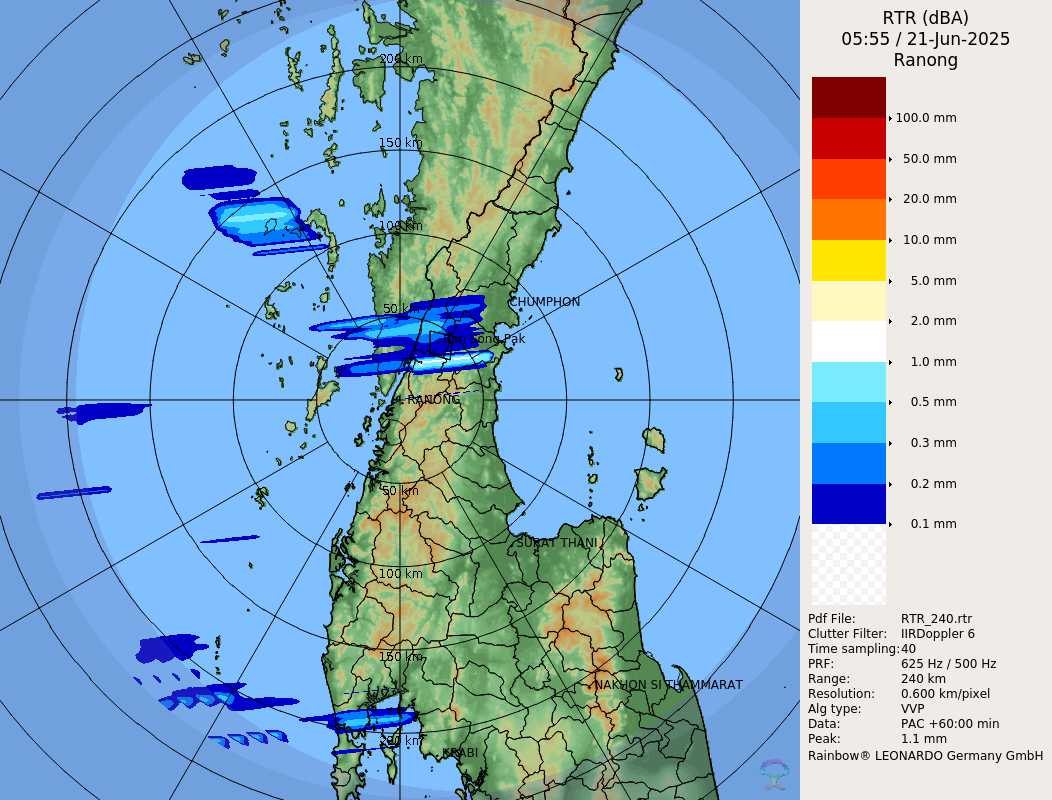 RTR (dBA)
05:55 / 21-Jun-2025
Ranong
100.0 mm
50.0 mm
20.0 mm
10.0 mm
5.0 mm
2.0 mm
1.0 mm
0.5 mm
0.3 mm
0.2 mm
0.1 mm
Pdf File: RTR_240.rtr
Clutter Filter: IIRDoppler 6
Time sampling:40
PRF: 625 Hz / 500 Hz
Range: 240 km
Resolution: 0.600 km/pixel
Alg type: VVP
Data: PAC +60:00 min
Peak: 1.1 mm
Rainbow® LEONARDO Germany GmbH
200 km
150 km
100 km
50 km
CHUMPHON
Song Pak
RANONG
50 km
SURAT THANI
100 km
150 km
NAKHON SI THAMMARAT
200 km
KRABI